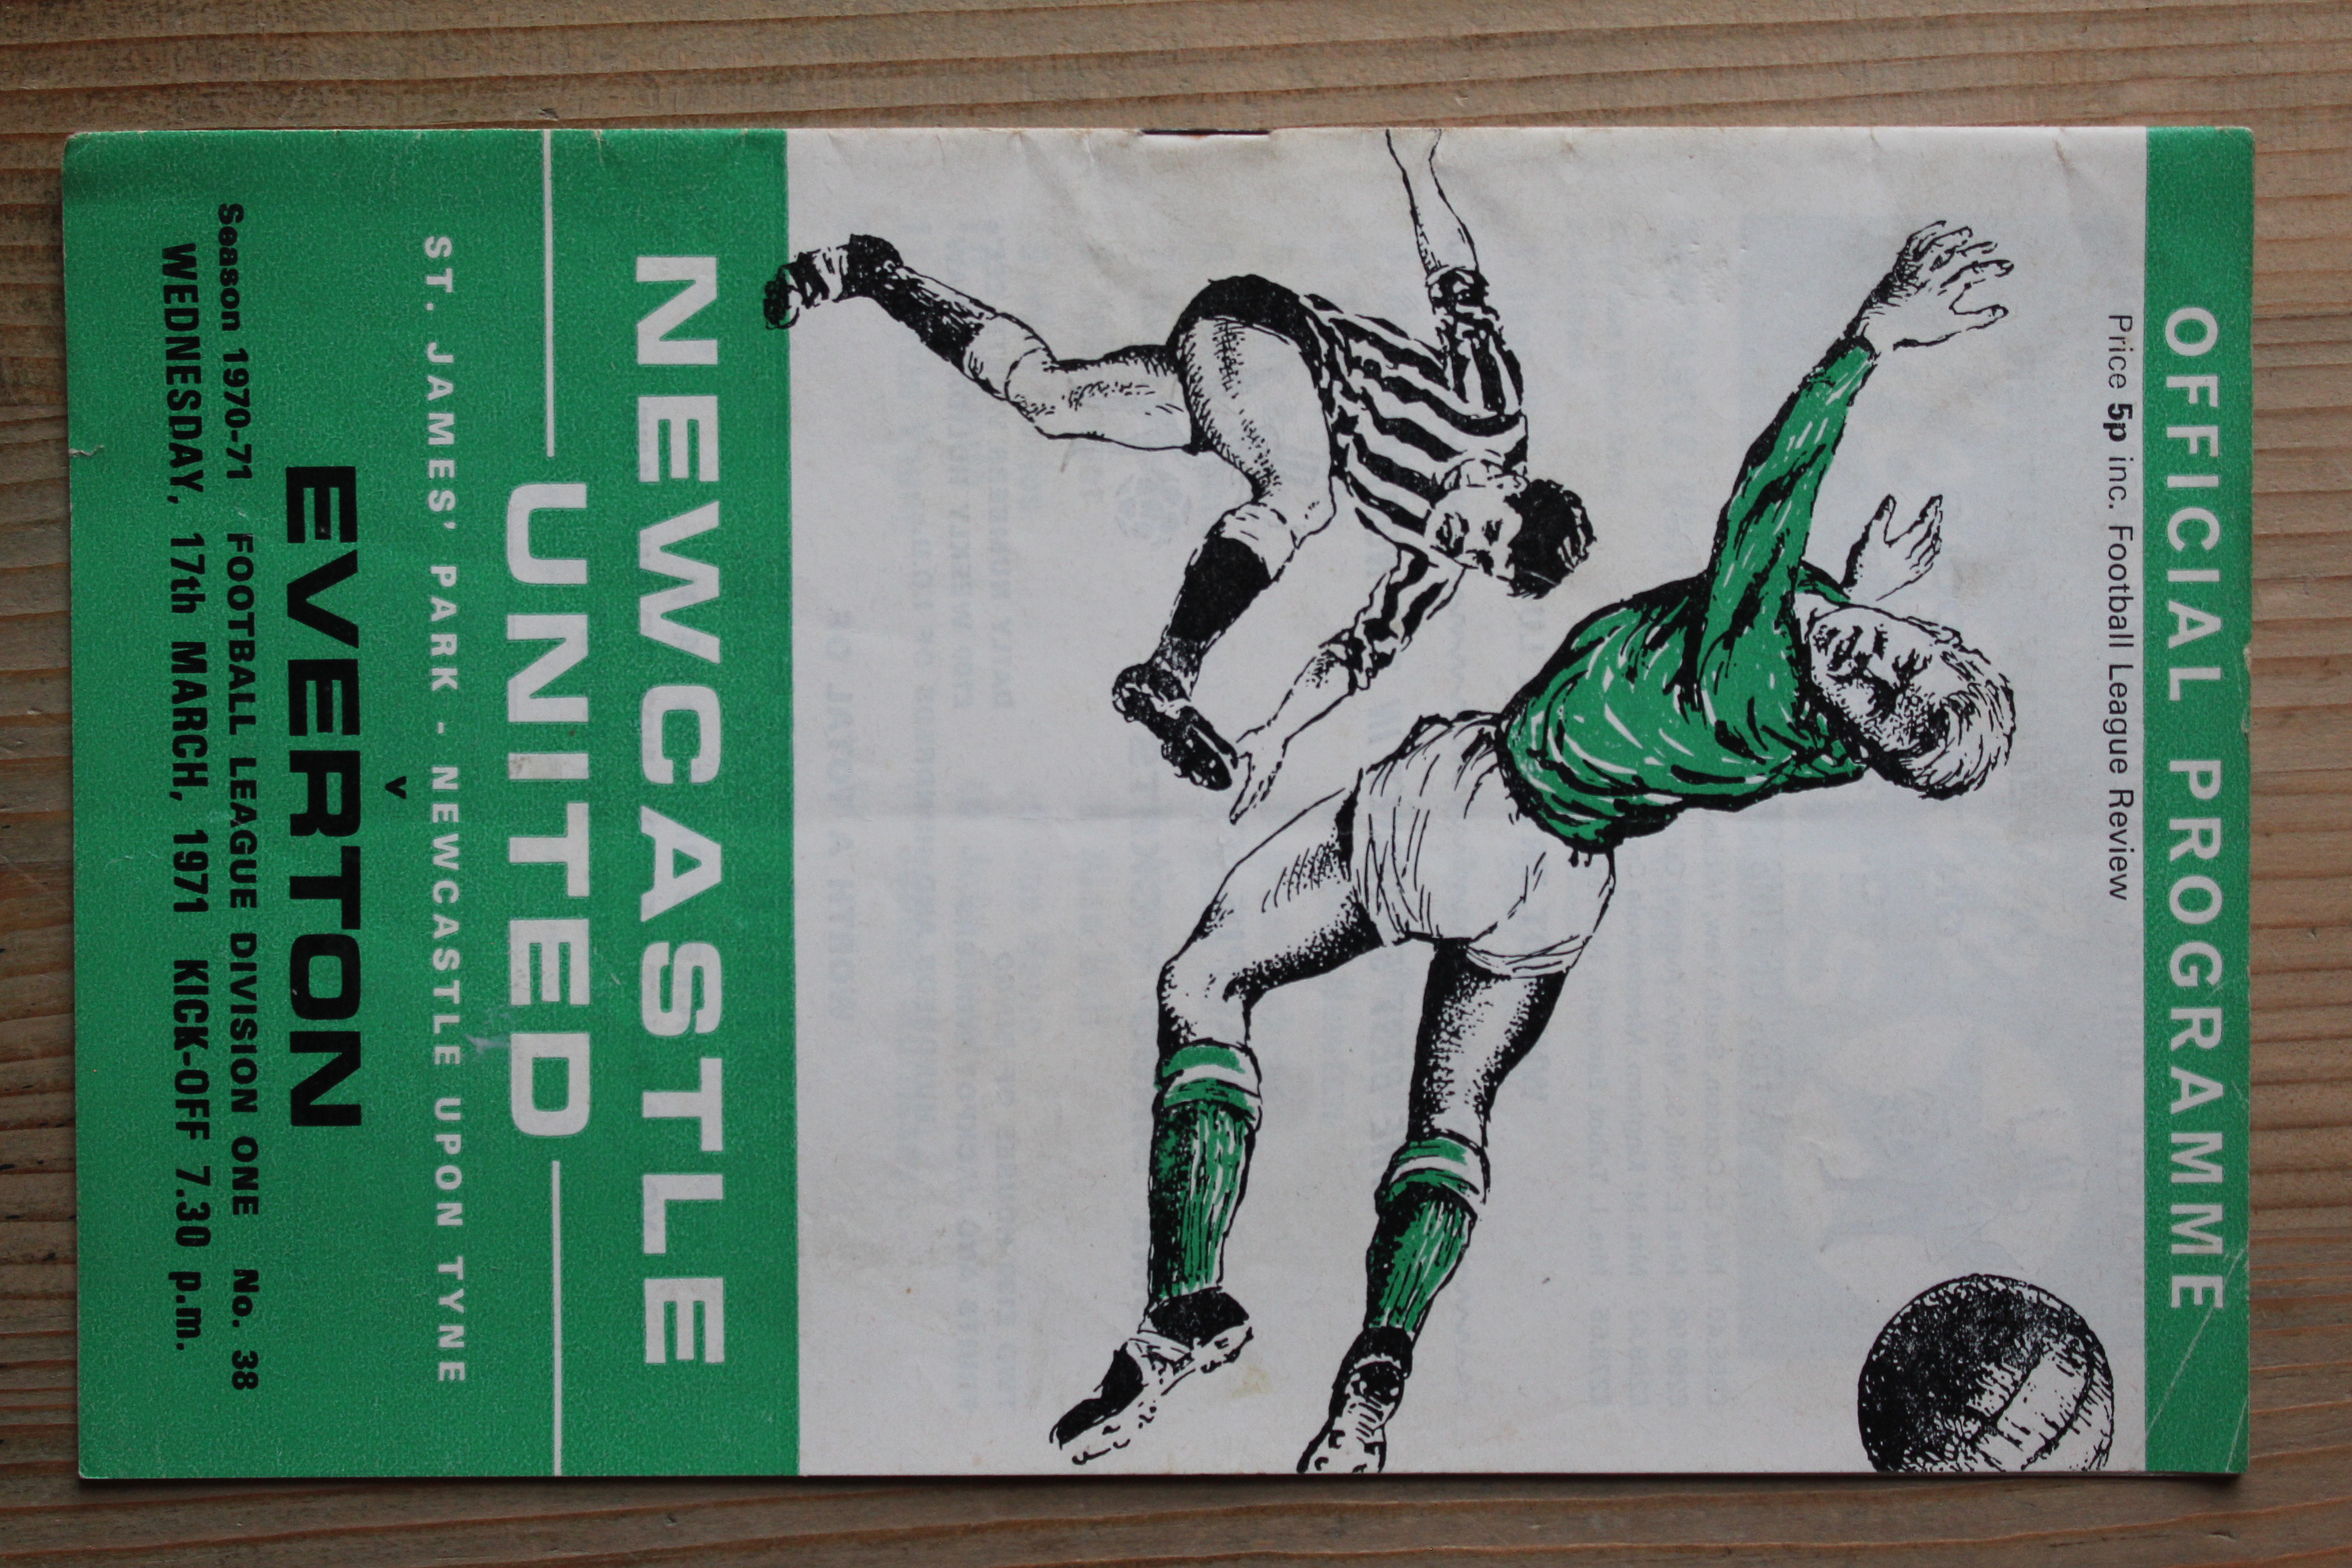 OFFICIAL PROGRAMME
Price 5p inc. Football League Review
NEWCASTLE
UNITED
ST. JAMES' PARK - NEWCASTLE UPON TYNE
v
EVERTON
Season 1970-71 FOOTBALL LEAGUE DIVISION ONE No. 38
WEDNESDAY, 17th MARCH, 1971 KICK-OFF 7.30 p.m.